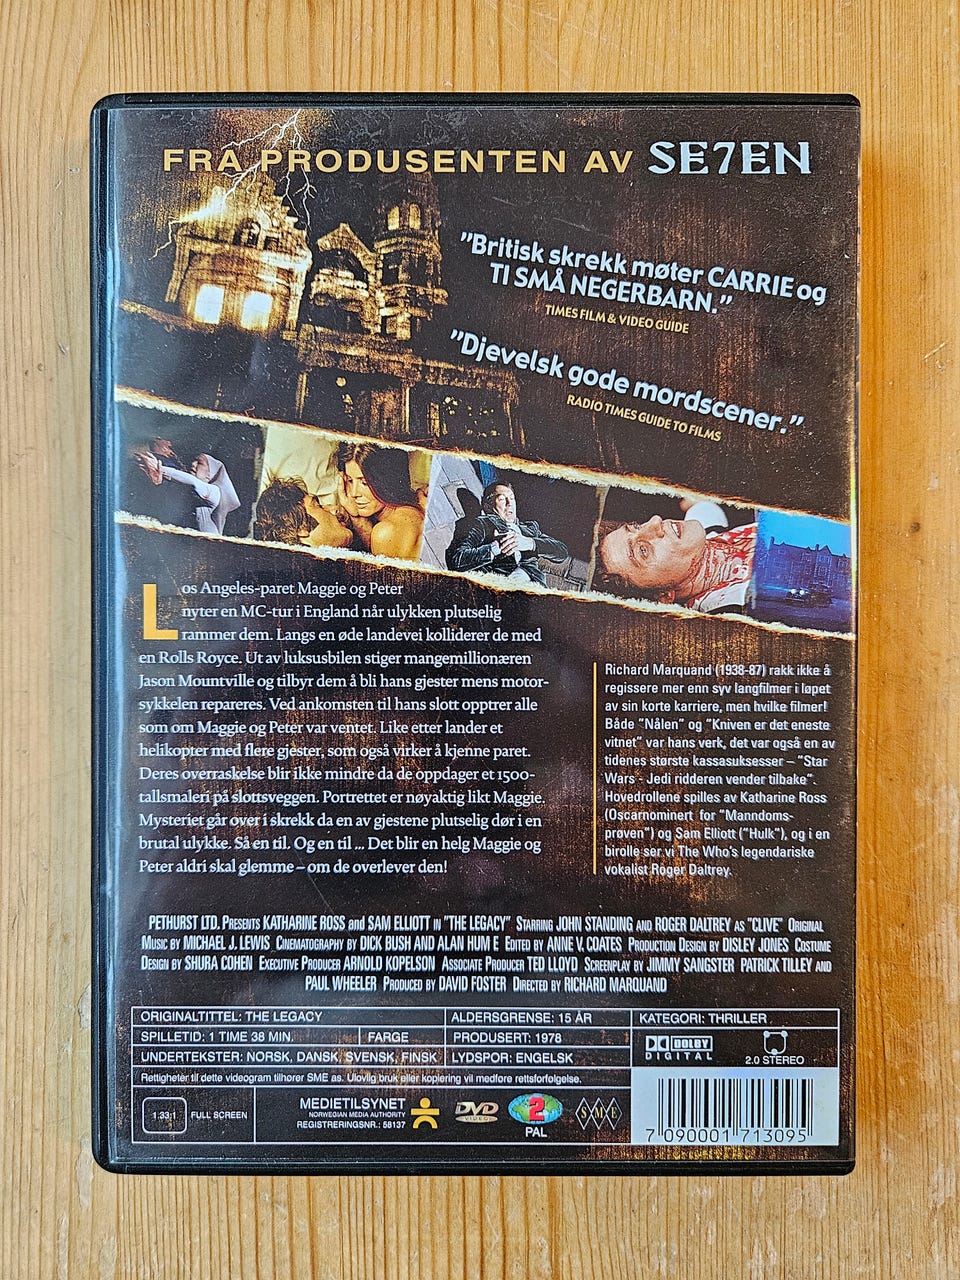 FRA PRODUSENTEN AV SE7EN
"Britisk skrekk møter CARRIE og
TI SMÅ NEGERBARN."
TIMES FILM & VIDEO GUIDE
"Djevelsk gode mordscener."
RADIO TIMES GUIDE TO FILMS
Los Angeles-paret Maggie og Peter
nyter en MC-tur i England når ulykken plutselig
rammer dem. Langs en øde landevei kolliderer de med
en Rolls Royce. Ut av luksusbilen stiger mangemillionæren
Jason Mountville og tilbyr dem å bli hans gjester mens motor-
sykkelen repareres. Ved ankomsten til hans slott opptrer alle
som om Maggie og Peter var ventet. Like etter lander et
helikopter med flere gjester, som også virker å kjenne paret.
Deres overraskelse blir ikke mindre da de oppdager et 1500-
tallsmaleri på slottsveggen. Portrettet er nøyaktig likt Maggie.
Mysteriet går over i skrekk da en av gjestene plutselig dør i en
brutal ulykke. Så en til. Og en til ... Det blir en helg Maggie og
Peter aldri skal glemme – om de overlever den!
Richard Marquand (1938-87) rakk ikke å
regissere mer enn syv langfilmer i løpet
av sin korte karriere, men hvilke filmer!
Både "Nålen" og "Kniven er det eneste
vitnet" var hans verk, det var også en av
tidenes største kassasuksesser – "Star
Wars - Jedi ridderen vender tilbake".
Hovedrollene spilles av Katharine Ross
(Oscarnominert for "Manndoms-
prøven") og Sam Elliott ("Hulk"), og i en
birolle ser vi The Who's legendariske
vokalist Roger Daltrey.
PETHURST LTD. PRESENTS KATHARINE ROSS AND SAM ELLIOTT IN "THE LEGACY" STARRING JOHN STANDING AND ROGER DALTREY AS "CLIVE" ORIGINAL
MUSIC BY MICHAEL J. LEWIS CINEMATOGRAPHY BY DICK BUSH AND ALAN HUM E EDITED BY ANNE V. COATES PRODUCTION DESIGN BY DISLEY JONES COSTUME
DESIGN BY SHURA COHEN EXECUTIVE PRODUCER ARNOLD KOPELSON ASSOCIATE PRODUCER TED LLOYD SCREENPLAY BY JIMMY SANGSTER PATRICK TILLEY AND
PAUL WHEELER PRODUCED BY DAVID FOSTER DIRECTED BY RICHARD MARQUAND
ORIGINALTITTEL: THE LEGACY ALDERSGRENSE: 15 ÅR KATEGORI: THRILLER
SPILLETID: 1 TIME 38 MIN. FARGE PRODUSERT: 1978
UNDERTEKSTER: NORSK, DANSK, SVENSK, FINSK LYDSPOR: ENGELSK
DOLBY
DIGITAL
2.0 STEREO
Rettigheter til dette videogram tilhører SME as. Ulovlig bruk eller kopiering vil medføre rettsforfølgelse.
1.33:1 FULL SCREEN
MEDIETILSYNET
NORWEGIAN MEDIA AUTHORITY
REGISTRERINGSNR.: 58137
DVD
VIDEO
2
PAL
SME
7 090001 713095